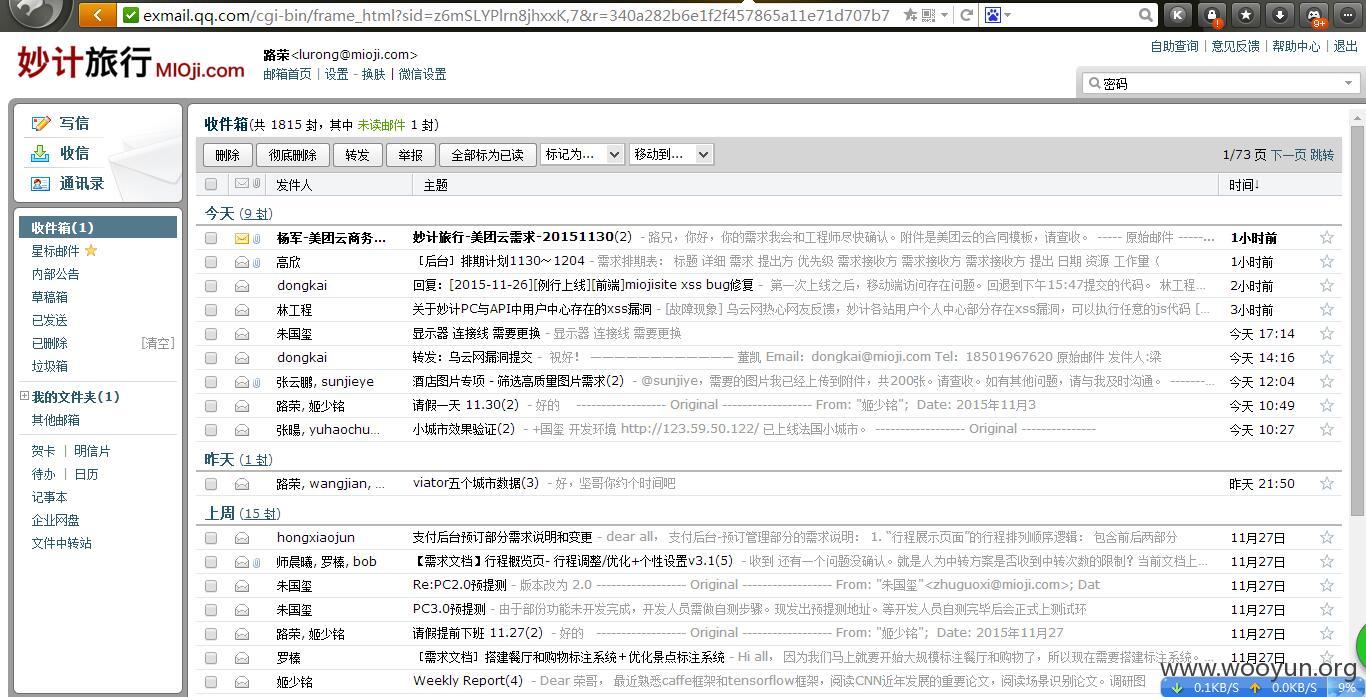 exmail.qq.com/cgi-bin/frame_html?sid=z6mSLYPlrn8jhxxK,7&r=340a282b6e1f2f457865a11e71d707b7
K
9+
妙计旅行 MIOji.com
路荣<lurong@mioji.com>
邮箱首页 | 设置 - 换肤 | 微信设置
自助查询 | 意见反馈 | 帮助中心 | 退出
密码
写信
收信
通讯录
收件箱(1)
星标邮件
内部公告
草稿箱
已发送
已删除 [清空]
垃圾箱
我的文件夹(1)
其他邮箱
贺卡 | 明信片
待办 | 日历
记事本
企业网盘
文件中转站
收件箱(共 1815 封，其中 未读邮件 1 封)
删除 彻底删除 转发 举报 全部标为已读 标记为... 移动到... 1/73 页 下一页 跳转
发件人 主题 时间↓
今天 (9 封)
杨军-美团云商务... 妙计旅行-美团云需求-20151130(2) - 路兄，你好，你的需求我会和工程师尽快确认。附件是美团云的合同模板，请查收。 ----- 原始邮件 -----... 1小时前
高欣 [后台] 排期计划1130～1204 - 需求排期表: 标题 详细 需求 提出方 优先级 需求接收方 需求接收方 需求接收方 提出 日期 资源 工作量（ 1小时前
dongkai 回复: [2015-11-26][例行上线][前端]miojisite xss bug修复 - 第一次上线之后，移动端访问存在问题。回退到下午15:47提交的代码。 林工程... 2小时前
林工程 关于妙计PC与API中用户中心存在的xss漏洞 - [故障现象] 乌云网热心网友反馈，妙计各站用户个人中心部分存在xss漏洞，可以执行任意的js代码 [... 3小时前
朱国玺 显示器 连接线 需要更换 - 显示器 连接线 需要更换 今天 17:14
dongkai 转发: 乌云网漏洞提交 - 祝好！ ———————————— 董凯 Email: dongkai@mioji.com Tel: 18501967620 原始邮件 发件人:梁 今天 14:16
张云鹏, sunjieye 酒店图片专项 - 筛选高质量图片需求(2) - @sunjiye，需要的图片我已经上传到附件，共200张。请查收。如有其他问题，请与我及时沟通。 -------... 今天 12:04
路荣, 姬少铭 请假一天 11.30(2) - 好的 ------------------ Original ------------------ From: "姬少铭"; Date: 2015年11月3 今天 10:49
张暘, yuhaochu... 小城市效果验证(2) - +国玺 开发环境 http://123.59.50.122/ 已上线法国小城市。 ------------------ Original --------------- 今天 10:27
昨天 (1 封)
路荣, wangjian, ... viator五个城市数据(3) - 好，坚哥你约个时间吧 昨天 21:50
上周 (15 封)
hongxiaojun 支付后台预订部分需求说明和变更 - dear all， 支付后台-预订管理部分的需求说明: 1. "行程展示页面"的行程排列顺序逻辑: 包含前后两部分 11月27日
师晨曦, 罗榛, bob 【需求文档】行程概览页- 行程调整/优化+个性设置v3.1(5) - 收到 还有一个问题没确认。就是人为中转方案是否收到中转次数的限制？当前文档上... 11月27日
朱国玺 Re:PC2.0预提测 - 版本改为 2.0 ------------------ Original ------------------ From: "朱国玺"<zhuguoxi@mioji.com>; Dat 11月27日
朱国玺 PC3.0预提测 - 由于部份功能未开发完成，开发人员需做自测步骤。现发出预提测地址。等开发人员自测完毕后会正式上测试环 11月27日
路荣, 姬少铭 请假提前下班 11.27(2) - 好的 ------------------ Original ------------------ From: "姬少铭"; Date: 2015年11月27 11月27日
罗榛 [需求文档] 搭建餐厅和购物标注系统+优化景点标注系统 - Hi all， 因为我们马上就要开始大规模标注餐厅和购物了，所以现在需要搭建标注系统。 11月27日
姬少铭 Weekly Report(4) - Dear 荣哥， 最近熟悉caffe框架和tensorflow框架，阅读CNN近年发展的重要论文，阅读场景识别论文。调研图
www.wooyun.org
0.1KB/S 0.0KB/S 9%